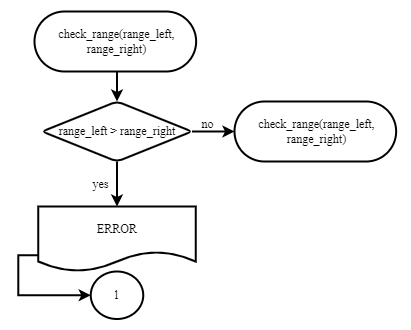 check_range(range_left,
range_right)
range_left > range_right
no
check_range(range_left,
range_right)
yes
ERROR
1